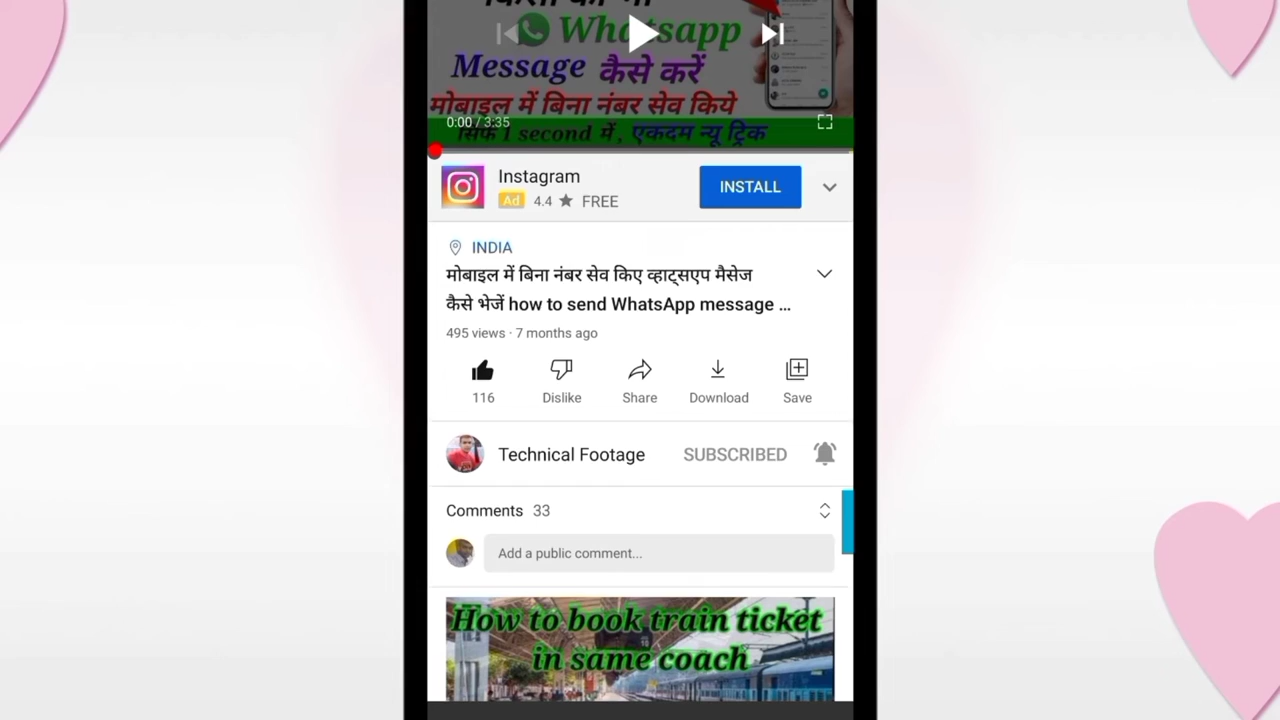 Whatsapp
Message कैसे करें
मोबाइल में बिना नंबर सेव किये
0:00 / 3:35
सिर्फ 1 second में, एकदम न्यू ट्रिक
Instagram
Ad 4.4 ★ FREE
INSTALL
INDIA
मोबाइल में बिना नंबर सेव किए व्हाट्सएप मैसेज
कैसे भेजें how to send WhatsApp message ...
495 views · 7 months ago
116 Dislike Share Download Save
Technical Footage SUBSCRIBED
Comments 33
Add a public comment...
How to book train ticket
in same coach